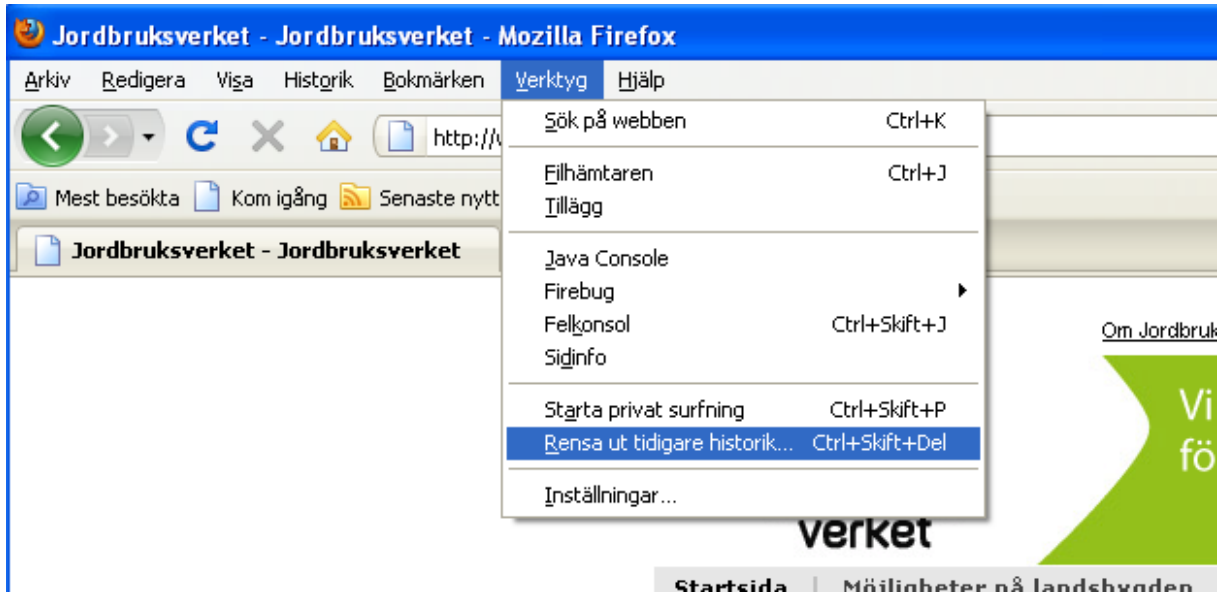 Jordbruksverket - Jordbruksverket - Mozilla Firefox
Arkiv Redigera Visa Historik Bokmärken Verktyg Hjälp
http://
Sök på webben Ctrl+K
Filhämtaren Ctrl+J
Tillägg
Mest besökta Kom igång Senaste nytt
Jordbruksverket - Jordbruksverket
Java Console
Firebug
Felkonsol Ctrl+Skift+J
Sidinfo
Starta privat surfning Ctrl+Skift+P
Rensa ut tidigare historik... Ctrl+Skift+Del
Inställningar...
Om Jordbruk
Vi
fö
verket
Startsida | Möjligheter på landsbygden